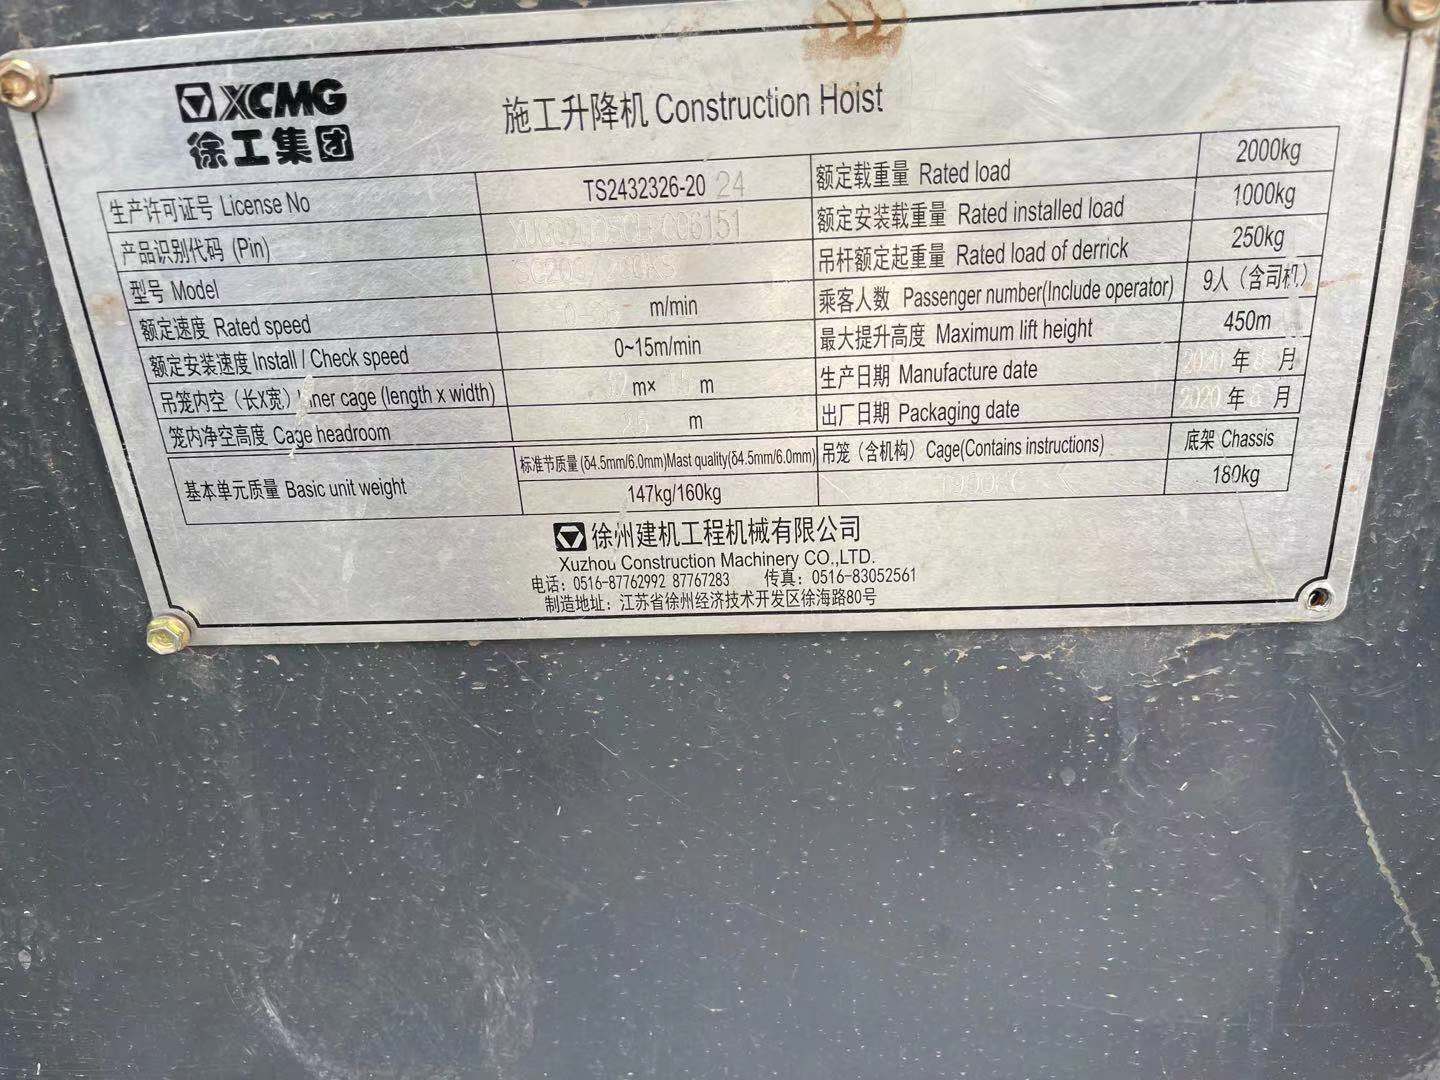 XCMG
徐工集团
施工升降机 Construction Hoist
生产许可证号 License No TS2432326-2024
产品识别代码 (Pin)
型号 Model
额定速度 Rated speed m/min
额定安装速度 Install / Check speed 0~15m/min
吊笼内空（长X宽） cage (length x width) m× m
笼内净空高度 Cage headroom m
额定载重量 Rated load 2000kg
额定安装载重量 Rated installed load 1000kg
吊杆额定起重量 Rated load of derrick 250kg
乘客人数 Passenger number(Include operator) 9人（含司机）
最大提升高度 Maximum lift height 450m
生产日期 Manufacture date 2020 年 月
出厂日期 Packaging date 2020 年 月
基本单元质量 Basic unit weight
标准节质量 (δ4.5mm/6.0mm)Mast quality(δ4.5mm/6.0mm) 吊笼（含机构）Cage(Contains instructions) 底架 Chassis
147kg/160kg 180kg
徐州建机工程机械有限公司
Xuzhou Construction Machinery CO.,LTD.
电话：0516-87762992 87767283 传真：0516-83052561
制造地址：江苏省徐州经济技术开发区徐海路80号